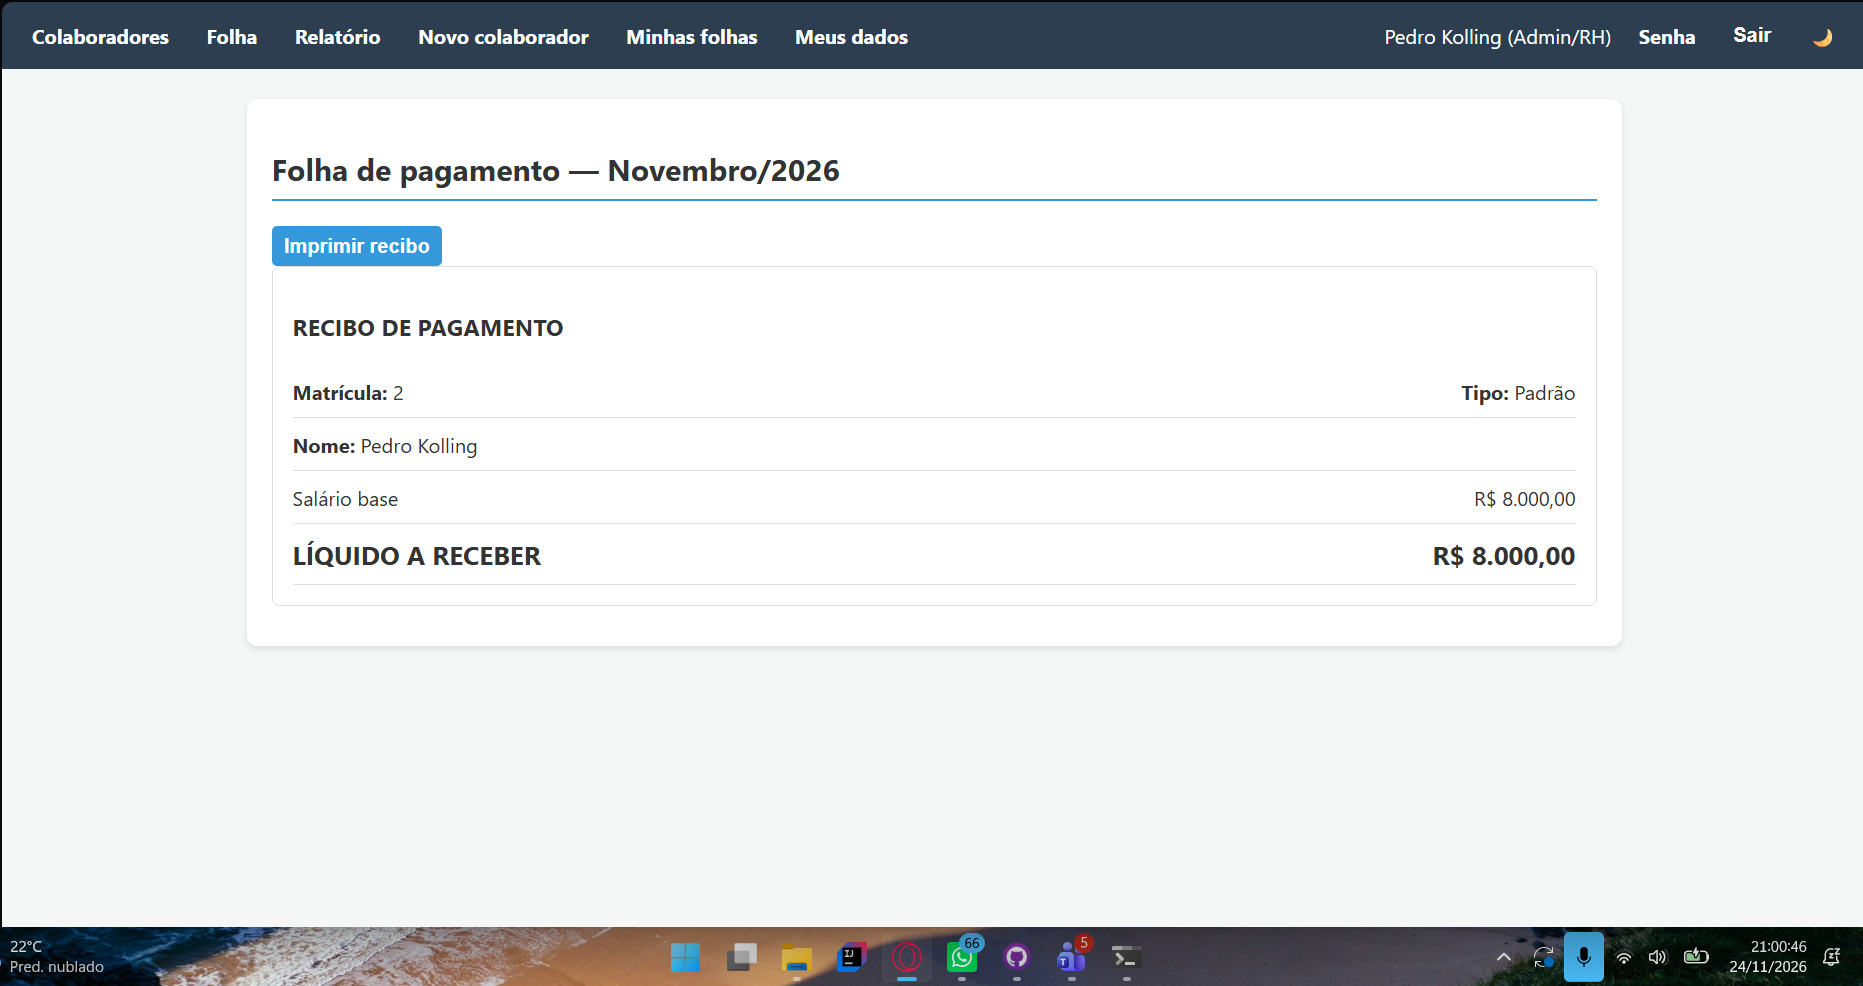 Colaboradores Folha Relatório Novo colaborador Minhas folhas Meus dados Pedro Kolling (Admin/RH) Senha Sair
Folha de pagamento — Novembro/2026
Imprimir recibo
RECIBO DE PAGAMENTO
Matrícula: 2 Tipo: Padrão
Nome: Pedro Kolling
Salário base R$ 8.000,00
LÍQUIDO A RECEBER R$ 8.000,00
22°C
Pred. nublado
IJ
66
T
5
21:00:46
24/11/2026